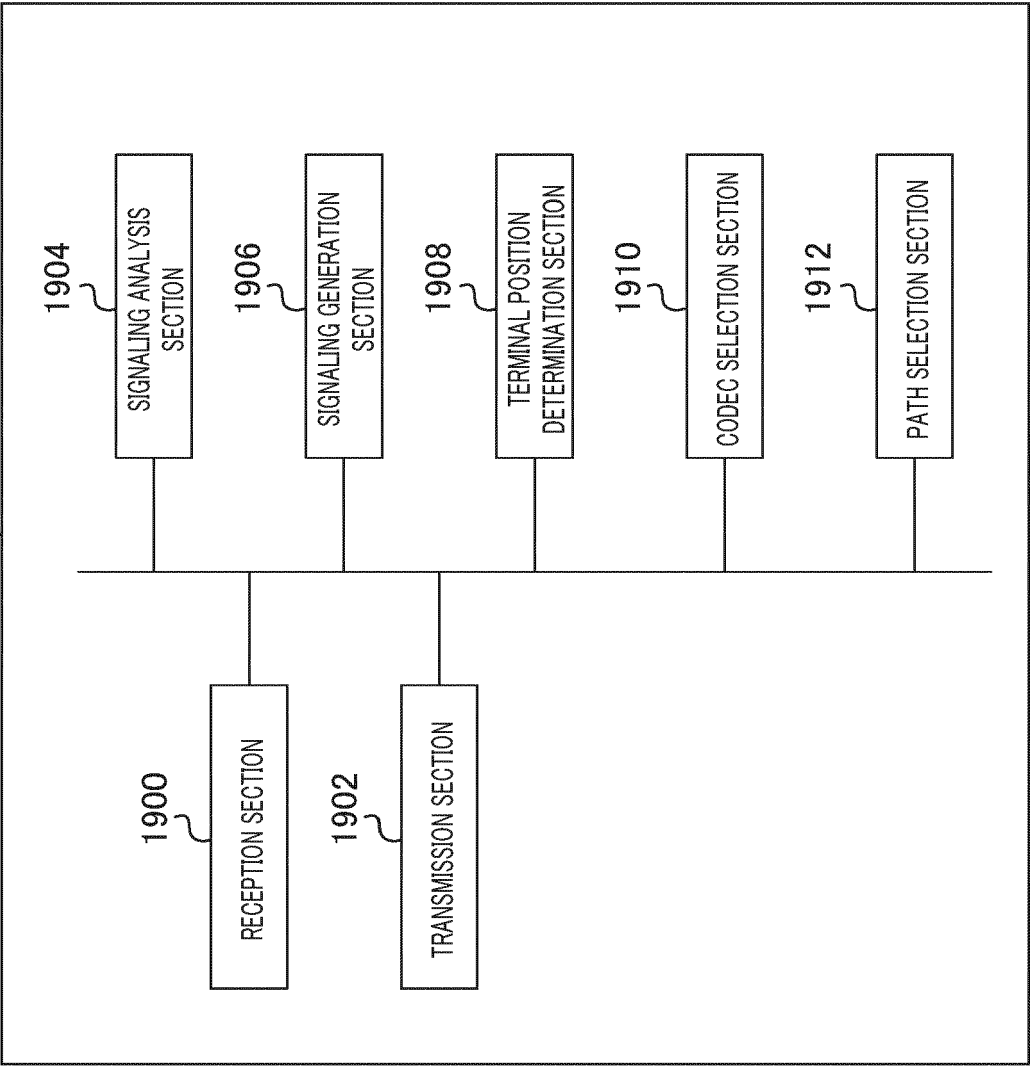 1900
RECEPTION SECTION
1902
TRANSMISSION SECTION
1904
SIGNALING ANALYSIS
SECTION
1906
SIGNALING GENERATION
SECTION
1908
TERMINAL POSITION
DETERMINATION SECTION
1910
CODEC SELECTION SECTION
1912
PATH SELECTION SECTION